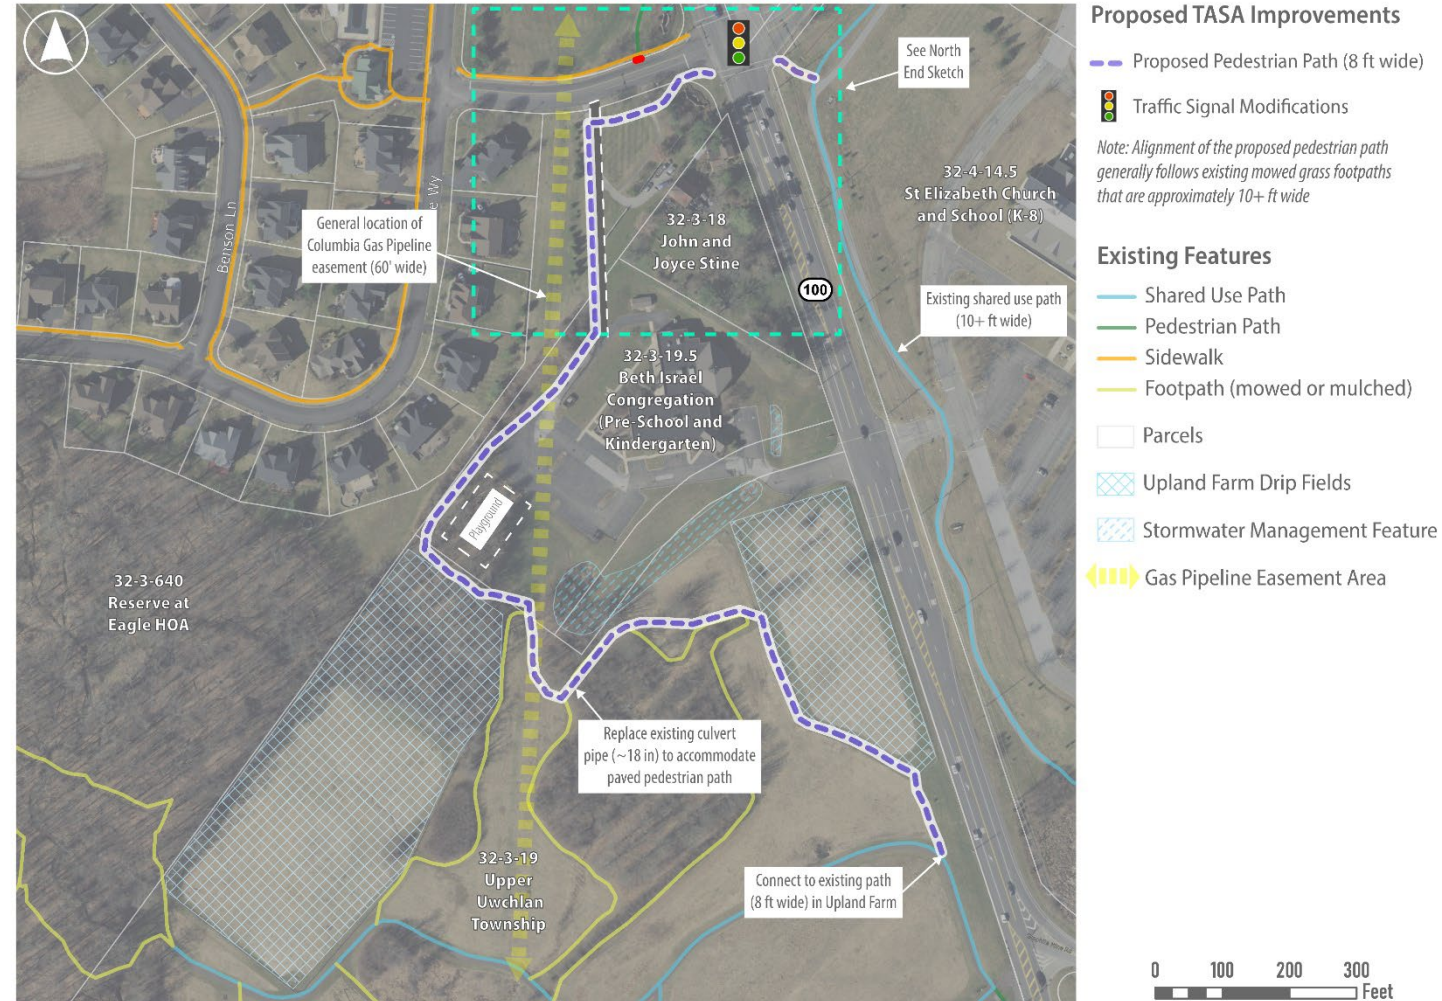 See North
End Sketch
General location of
Columbia Gas Pipeline
easement (60' wide)
Benson Ln
Wy
32-3-18
John and
Joyce Stine
32-4-14.5
St Elizabeth Church
and School (K-8)
100
Existing shared use path
(10+ ft wide)
32-3-19.5
Beth Israel
Congregation
(Pre-School and
Kindergarten)
Playground
32-3-640
Reserve at
Eagle HOA
Replace existing culvert
pipe (~18 in) to accommodate
paved pedestrian path
32-3-19
Upper
Uwchlan
Township
Connect to existing path
(8 ft wide) in Upland Farm
Proposed TASA Improvements
Proposed Pedestrian Path (8 ft wide)
Traffic Signal Modifications
Note: Alignment of the proposed pedestrian path
generally follows existing mowed grass footpaths
that are approximately 10+ ft wide
Existing Features
Shared Use Path
Pedestrian Path
Sidewalk
Footpath (mowed or mulched)
Parcels
Upland Farm Drip Fields
Stormwater Management Feature
Gas Pipeline Easement Area
0 100 200 300
Feet